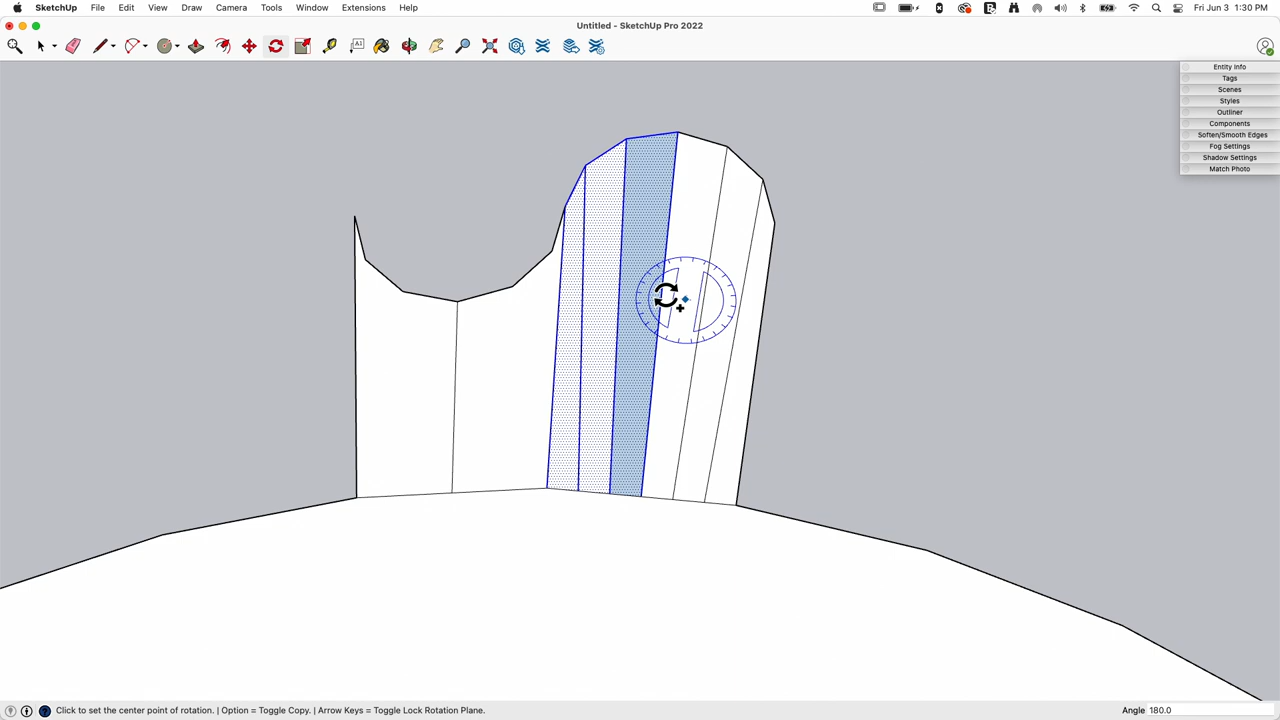 SketchUp File Edit View Draw Camera Tools Window Extensions Help Fri Jun 3 1:30 PM
Untitled - SketchUp Pro 2022
Entity Info
Tags
Scenes
Styles
Outliner
Components
Soften/Smooth Edges
Fog Settings
Shadow Settings
Match Photo
Click to set the center point of rotation. | Option = Toggle Copy. | Arrow Keys = Toggle Lock Rotation Plane. Angle 180.0